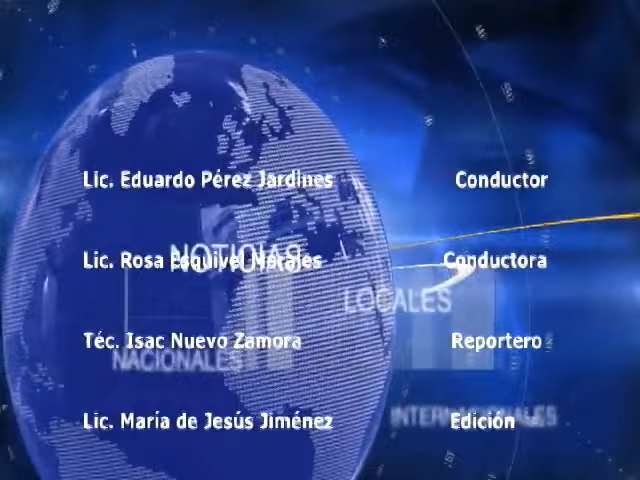 Lic. Eduardo Pérez Jardines Conductor
NOTICIAS
Lic. Rosa Esquivel Morales Conductora
LOCALES
Téc. Isac Nuevo Zamora Reportero
NACIONALES
Lic. María de Jesús Jiménez Edición
INTERNACIONALES